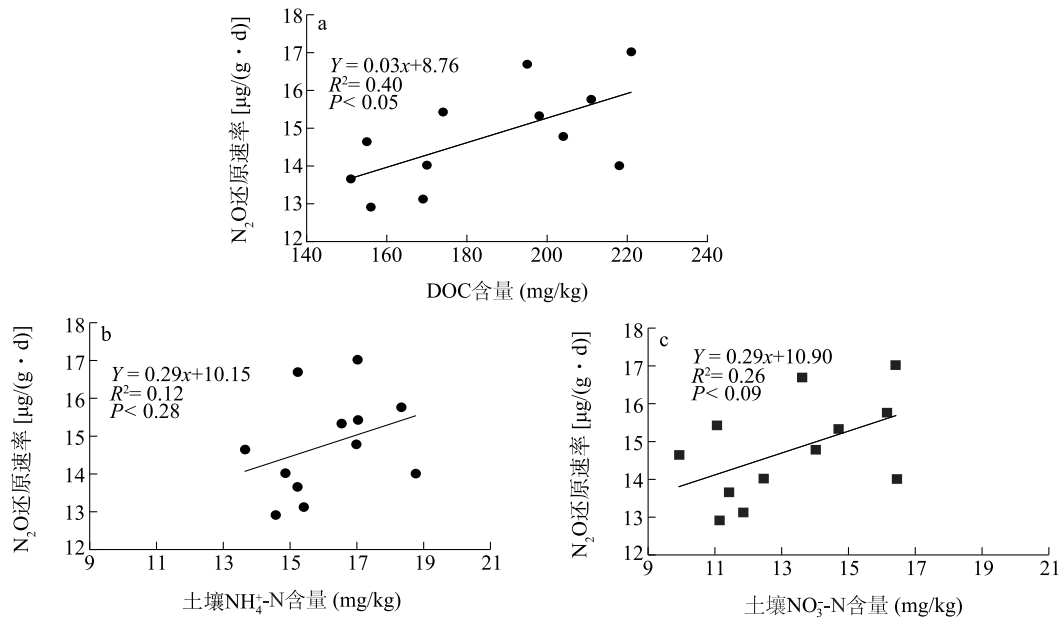 a
18
17
16
15
14
13
12
N₂O还原速率 [μg/(g·d)]
Y = 0.03x+8.76
R²= 0.40
P< 0.05
140 160 180 200 220 240
DOC含量 (mg/kg)
b
18
17
16
15
14
13
12
N₂O还原速率 [μg/(g·d)]
Y = 0.29x+10.15
R²= 0.12
P< 0.28
9 11 13 15 17 19 21
土壤NH₄⁺-N含量 (mg/kg)
c
18
17
16
15
14
13
12
N₂O还原速率 [μg/(g·d)]
Y = 0.29x+10.90
R²= 0.26
P< 0.09
9 11 13 15 17 19 21
土壤NO₃⁻-N含量 (mg/kg)